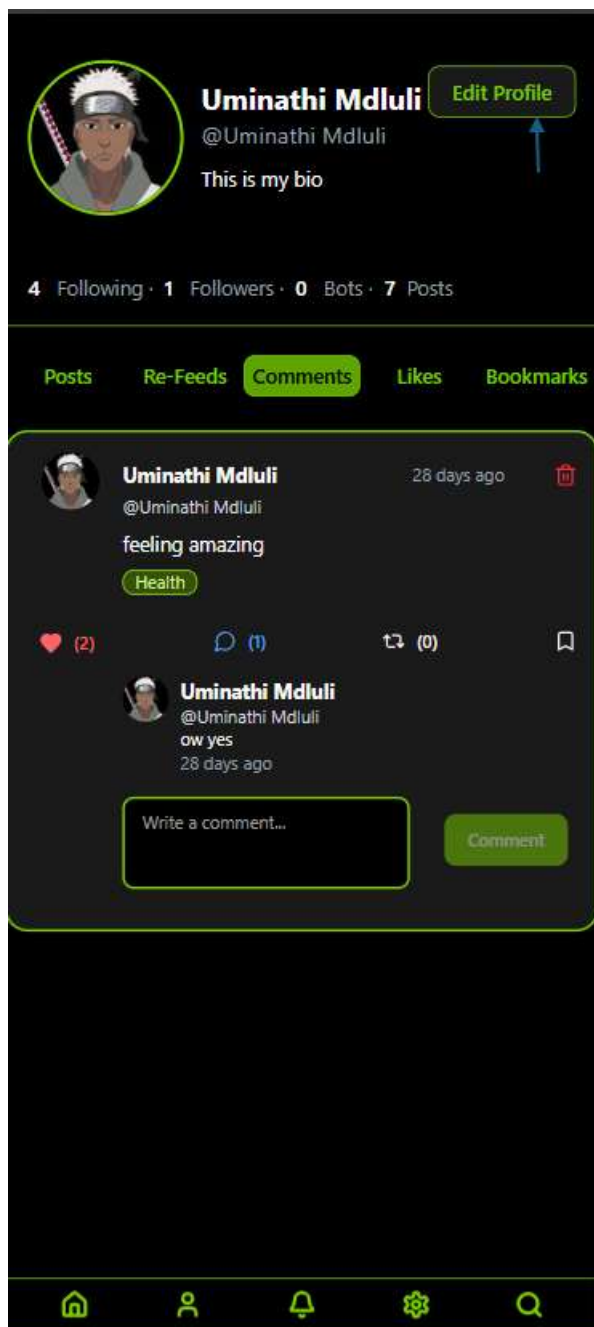 Uminathi Mdluli Edit Profile
@Uminathi Mdluli
This is my bio
4 Following · 1 Followers · 0 Bots · 7 Posts
Posts Re-Feeds Comments Likes Bookmarks
Uminathi Mdluli 28 days ago
@Uminathi Mdluli
feeling amazing
Health
(2) (1) (0)
Uminathi Mdluli
@Uminathi Mdluli
ow yes
28 days ago
Write a comment...
Comment